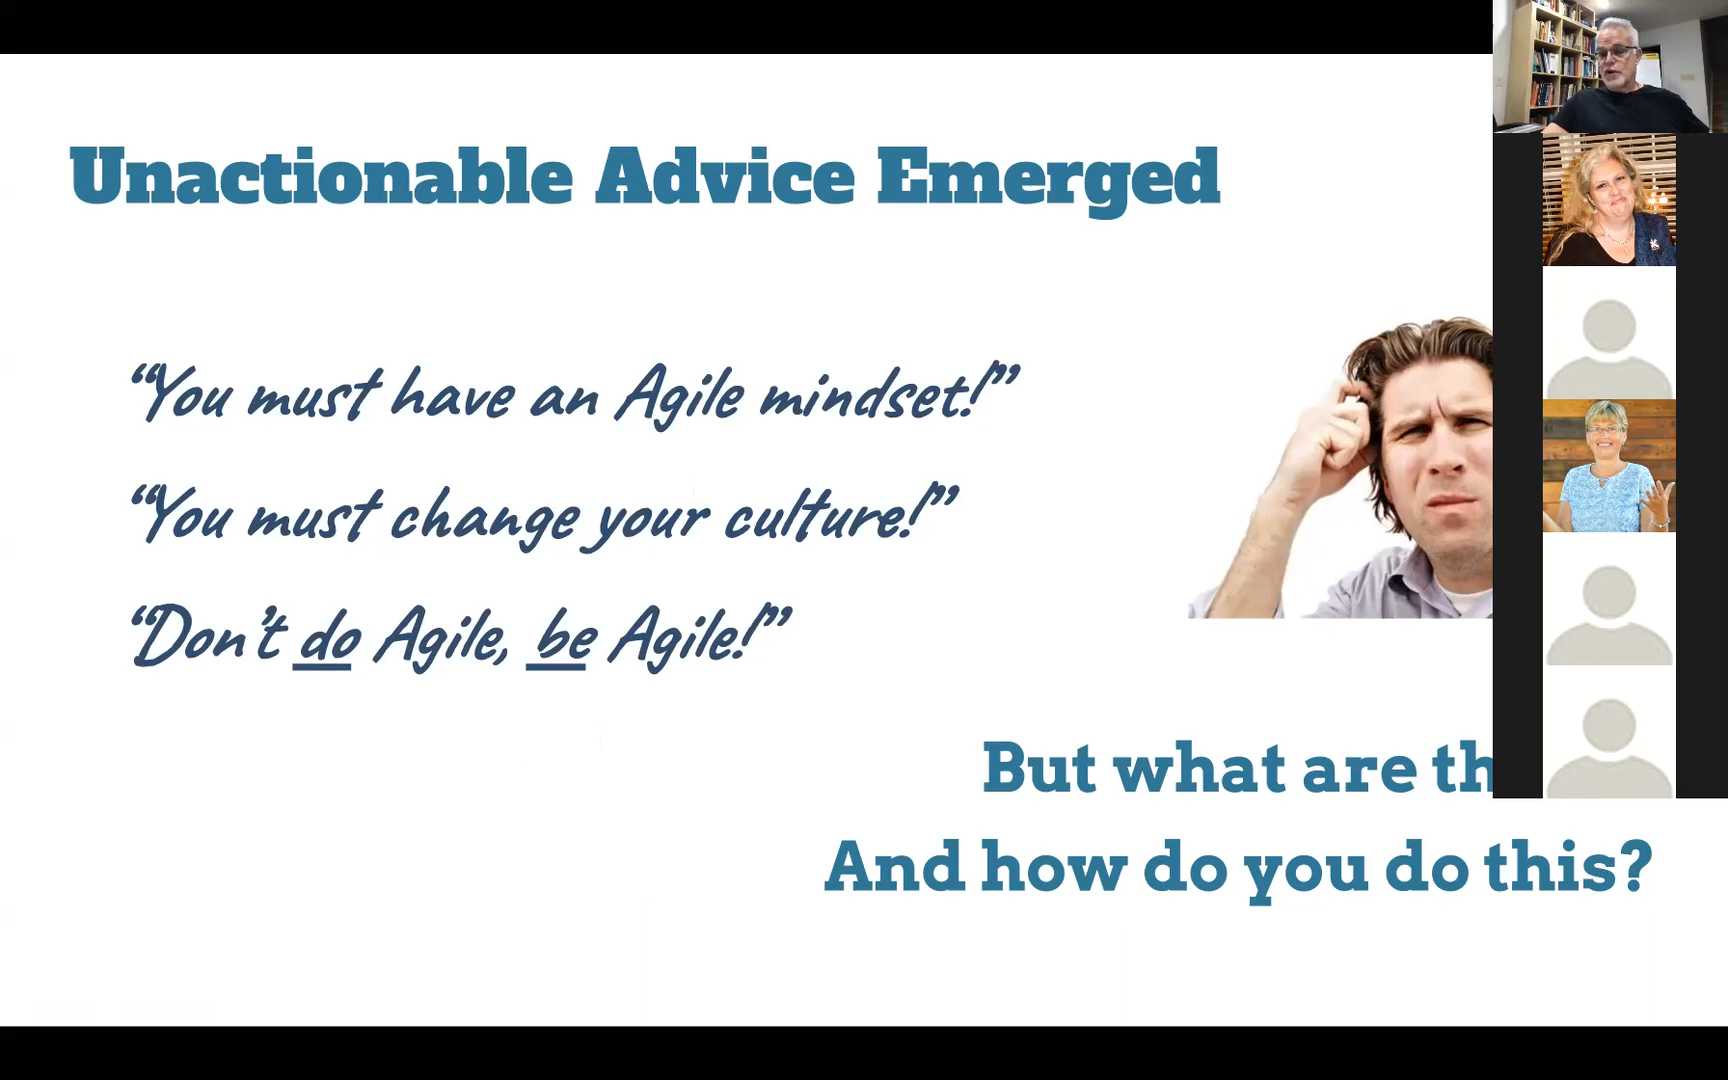 Unactionable Advice Emerged
“You must have an Agile mindset!”
“You must change your culture!”
“Don’t do Agile, be Agile!”
But what are
And how do you do this?